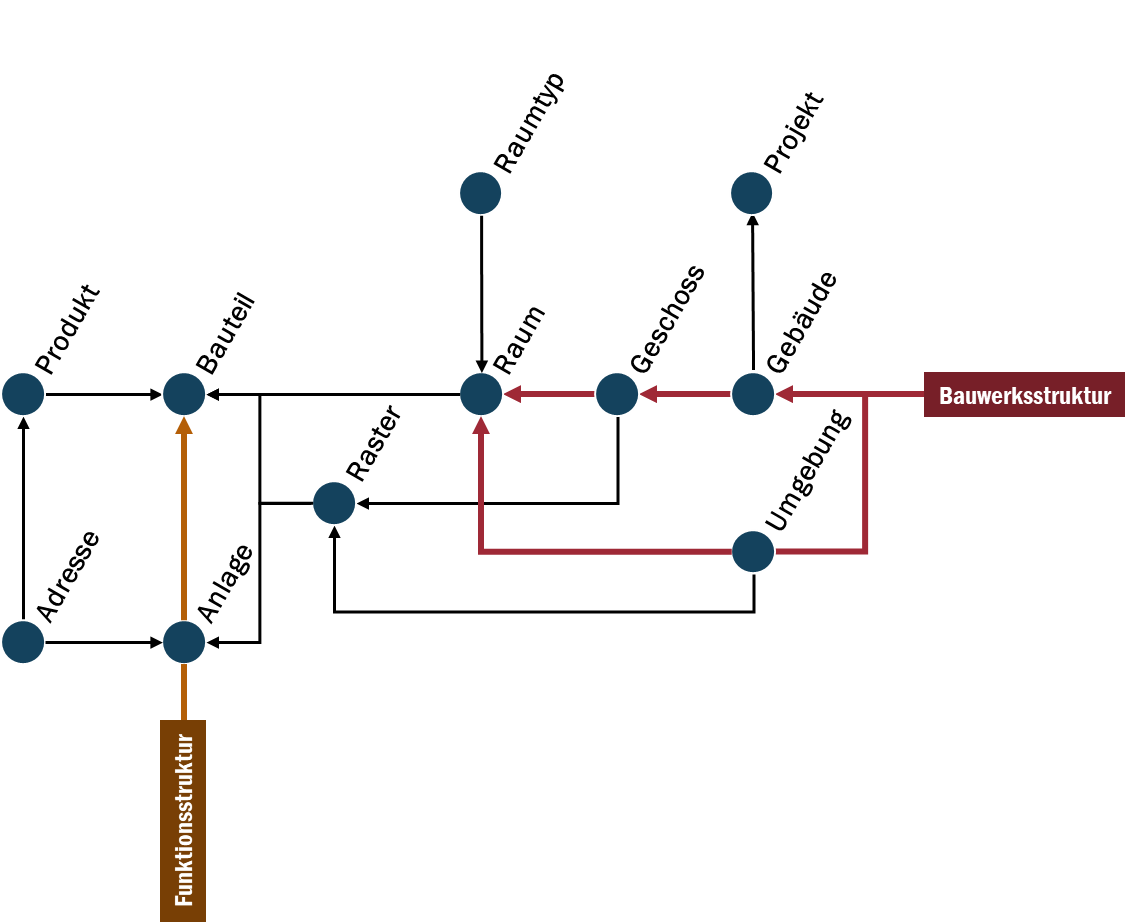 Raumtyp
Projekt
Produkt
Bauteil
Raum
Geschoss
Gebäude
Bauwerksstruktur
Raster
Umgebung
Adresse
Anlage
Funktionsstruktur